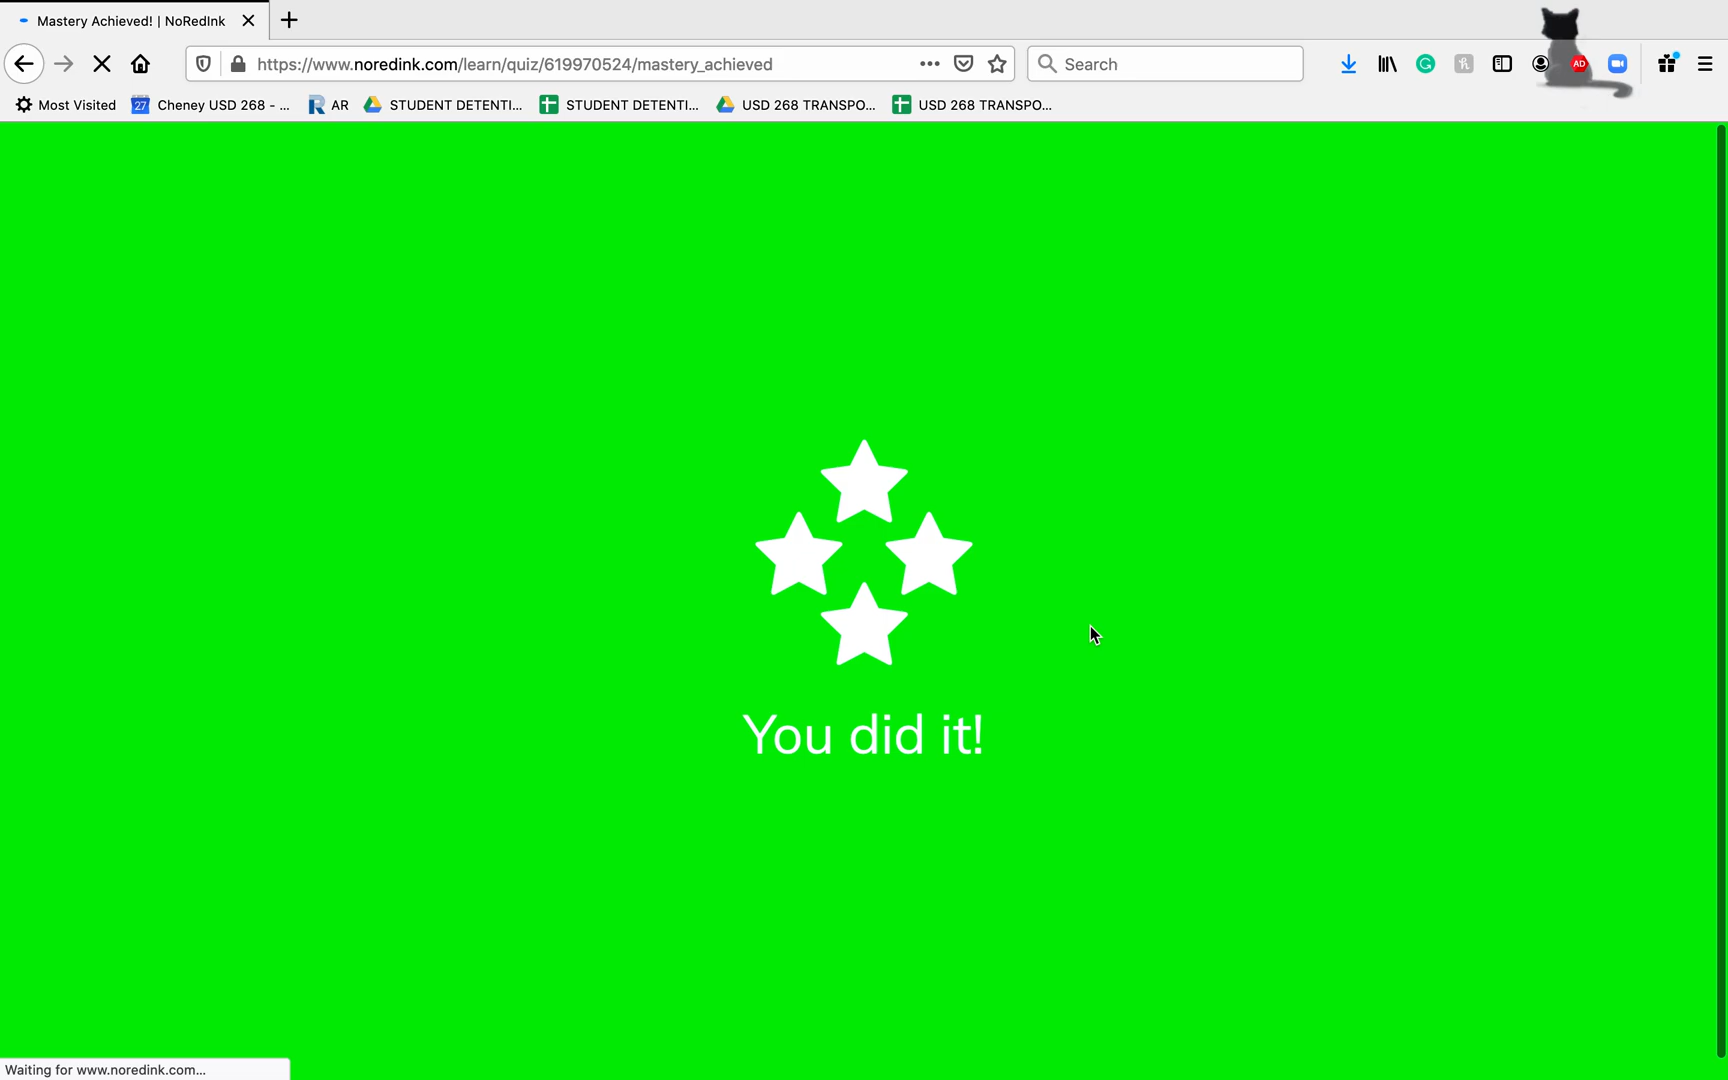 Mastery Achieved! | NoRedInk
https://www.noredink.com/learn/quiz/619970524/mastery_achieved
Search
AD
Most Visited
27 Cheney USD 268 - ...
R AR
STUDENT DETENTI...
STUDENT DETENTI...
USD 268 TRANSPO...
USD 268 TRANSPO...
You did it!
Waiting for www.noredink.com...